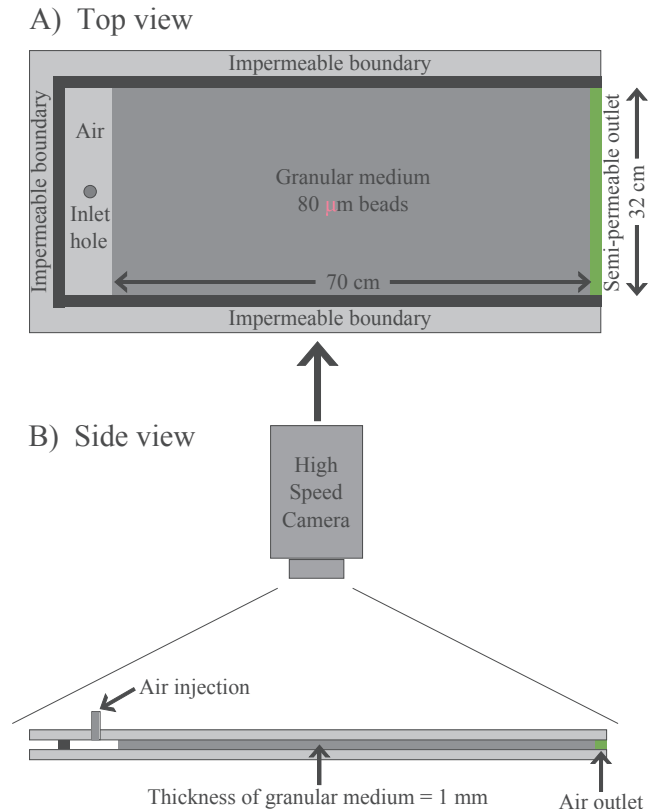 A) Top view
Impermeable boundary
Impermeable boundary
Air
Inlet
hole
Granular medium
80 μm beads
70 cm
Semi-permeable outlet
32 cm
Impermeable boundary
B) Side view
High
Speed
Camera
Air injection
Thickness of granular medium = 1 mm
Air outlet